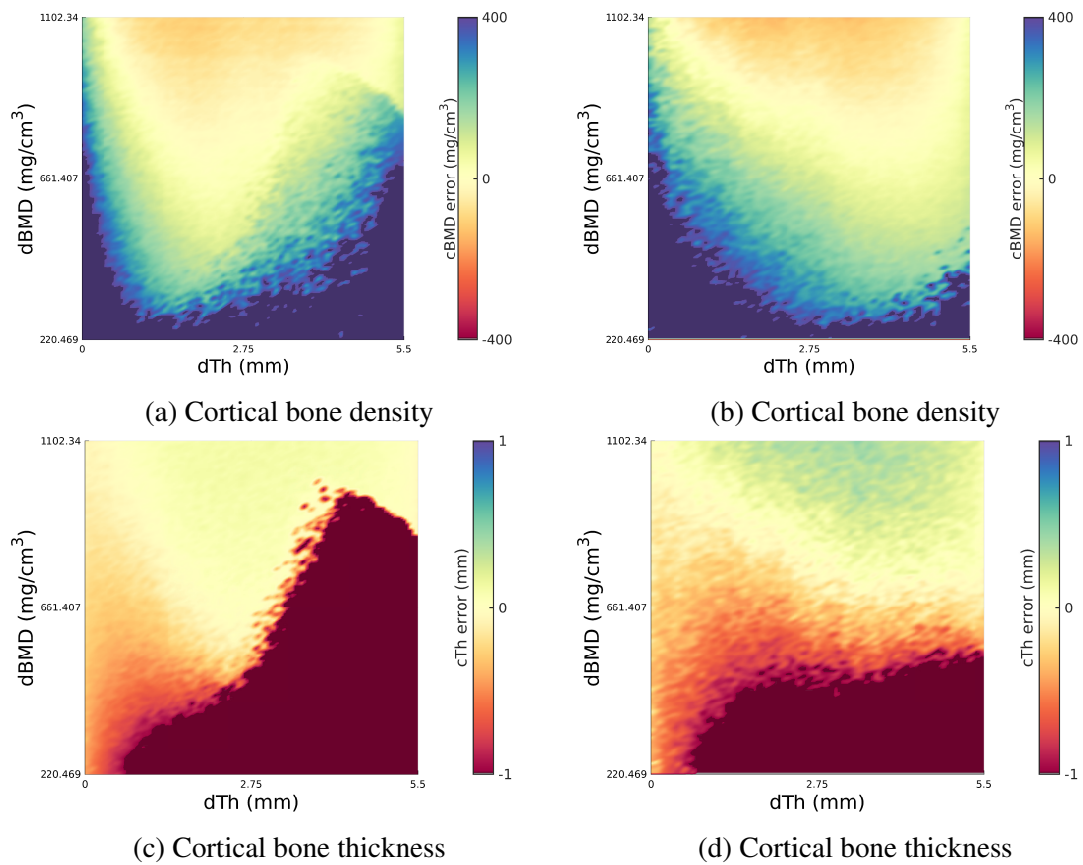 1102.34
661.407
220.469
dBMD (mg/cm³)
0
2.75
5.5
dTh (mm)
400
0
-400
cBMD error (mg/cm³)
(a) Cortical bone density
1102.34
661.407
220.469
dBMD (mg/cm³)
0
2.75
5.5
dTh (mm)
400
0
-400
cBMD error (mg/cm³)
(b) Cortical bone density
1102.34
661.407
220.469
dBMD (mg/cm³)
0
2.75
5.5
dTh (mm)
1
0
-1
cTh error (mm)
(c) Cortical bone thickness
1102.34
661.407
220.469
dBMD (mg/cm³)
0
2.75
5.5
dTh (mm)
1
0
-1
cTh error (mm)
(d) Cortical bone thickness